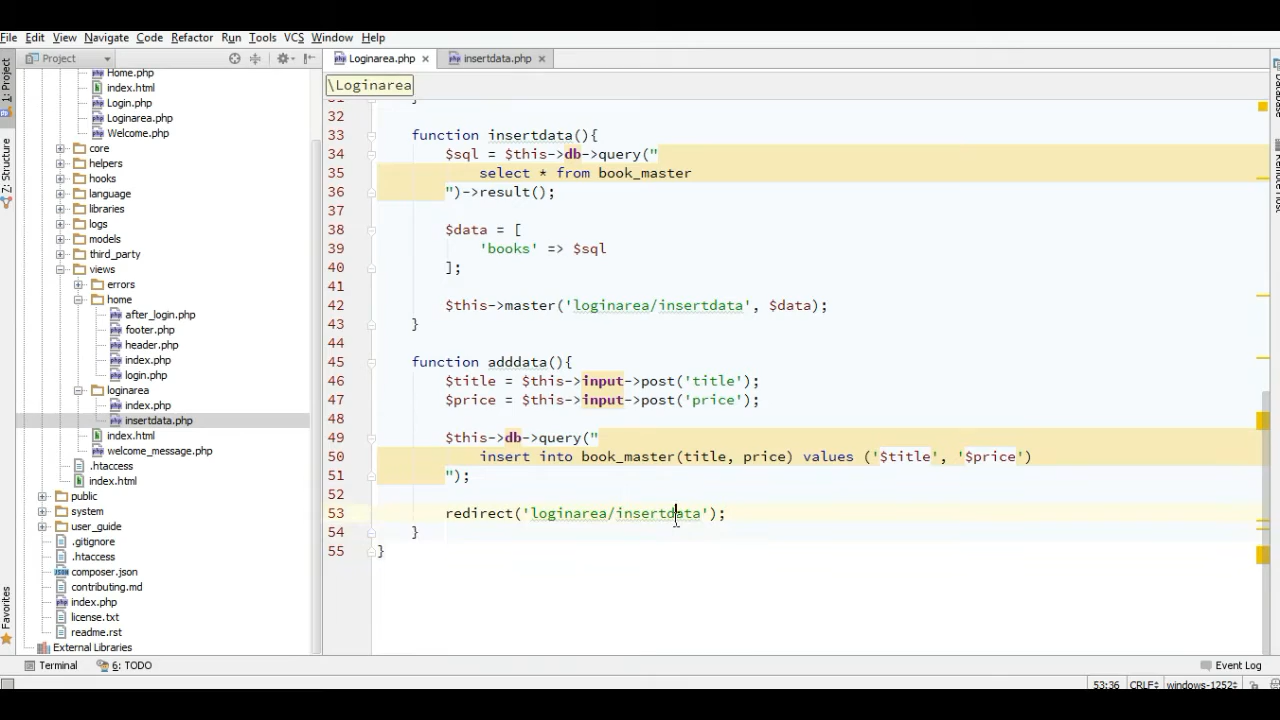 File Edit View Navigate Code Refactor Run Tools VCS Window Help
Project
Loginarea.php
insertdata.php
\Loginarea
1: Project
Z: Structure
Favorites
Home.php
index.html
Login.php
Loginarea.php
Welcome.php
core
helpers
hooks
language
libraries
logs
models
third_party
views
errors
home
after_login.php
footer.php
header.php
index.php
login.php
loginarea
index.php
insertdata.php
index.html
welcome_message.php
.htaccess
index.html
public
system
user_guide
.gitignore
.htaccess
composer.json
contributing.md
index.php
license.txt
readme.rst
External Libraries
31 }
32
33 function insertdata(){
34 $sql = $this->db->query("
35 select * from book_master
36 ")->result();
37
38 $data = [
39 'books' => $sql
40 ];
41
42 $this->master('loginarea/insertdata', $data);
43 }
44
45 function adddata(){
46 $title = $this->input->post('title');
47 $price = $this->input->post('price');
48
49 $this->db->query("
50 insert into book_master(title, price) values ('$title', '$price')
51 ");
52
53 redirect('loginarea/insertdata');
54 }
55 }
Database
Terminal
6: TODO
Event Log
53:36 CRLF windows-1252